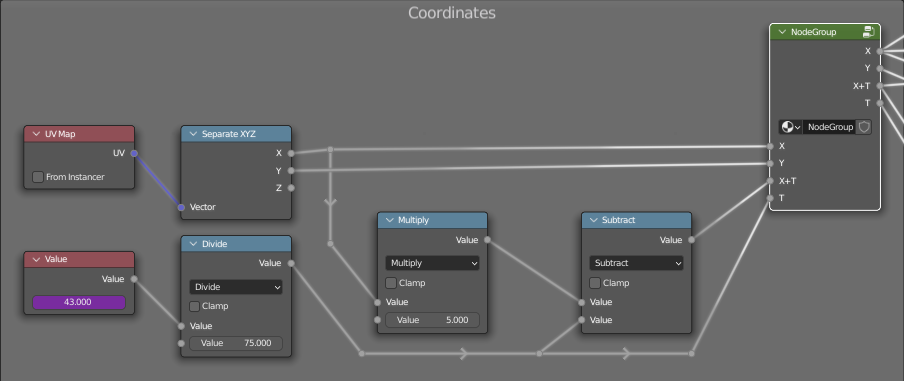 Coordinates
NodeGroup
X
Y
X+T
T
NodeGroup
X
Y
X+T
T
UV Map
UV
From Instancer
Separate XYZ
X
Y
Z
Vector
Value
Value
43.000
Divide
Value
Divide
Clamp
Value
Value 75.000
Multiply
Value
Multiply
Clamp
Value
Value 5.000
Subtract
Value
Subtract
Clamp
Value
Value